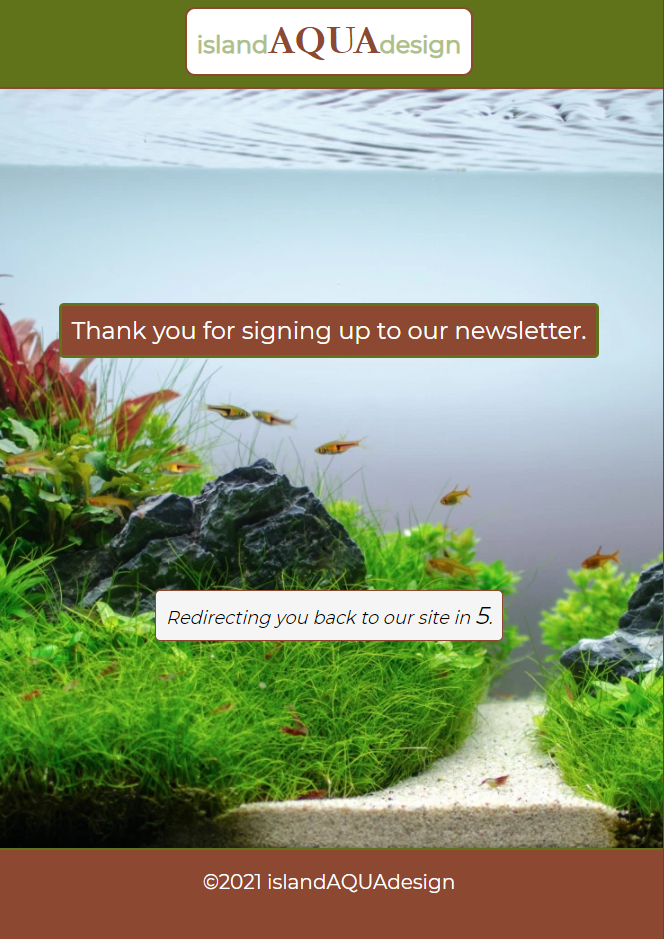 islandAQUAdesign
Thank you for signing up to our newsletter.
Redirecting you back to our site in 5.
©2021 islandAQUAdesign